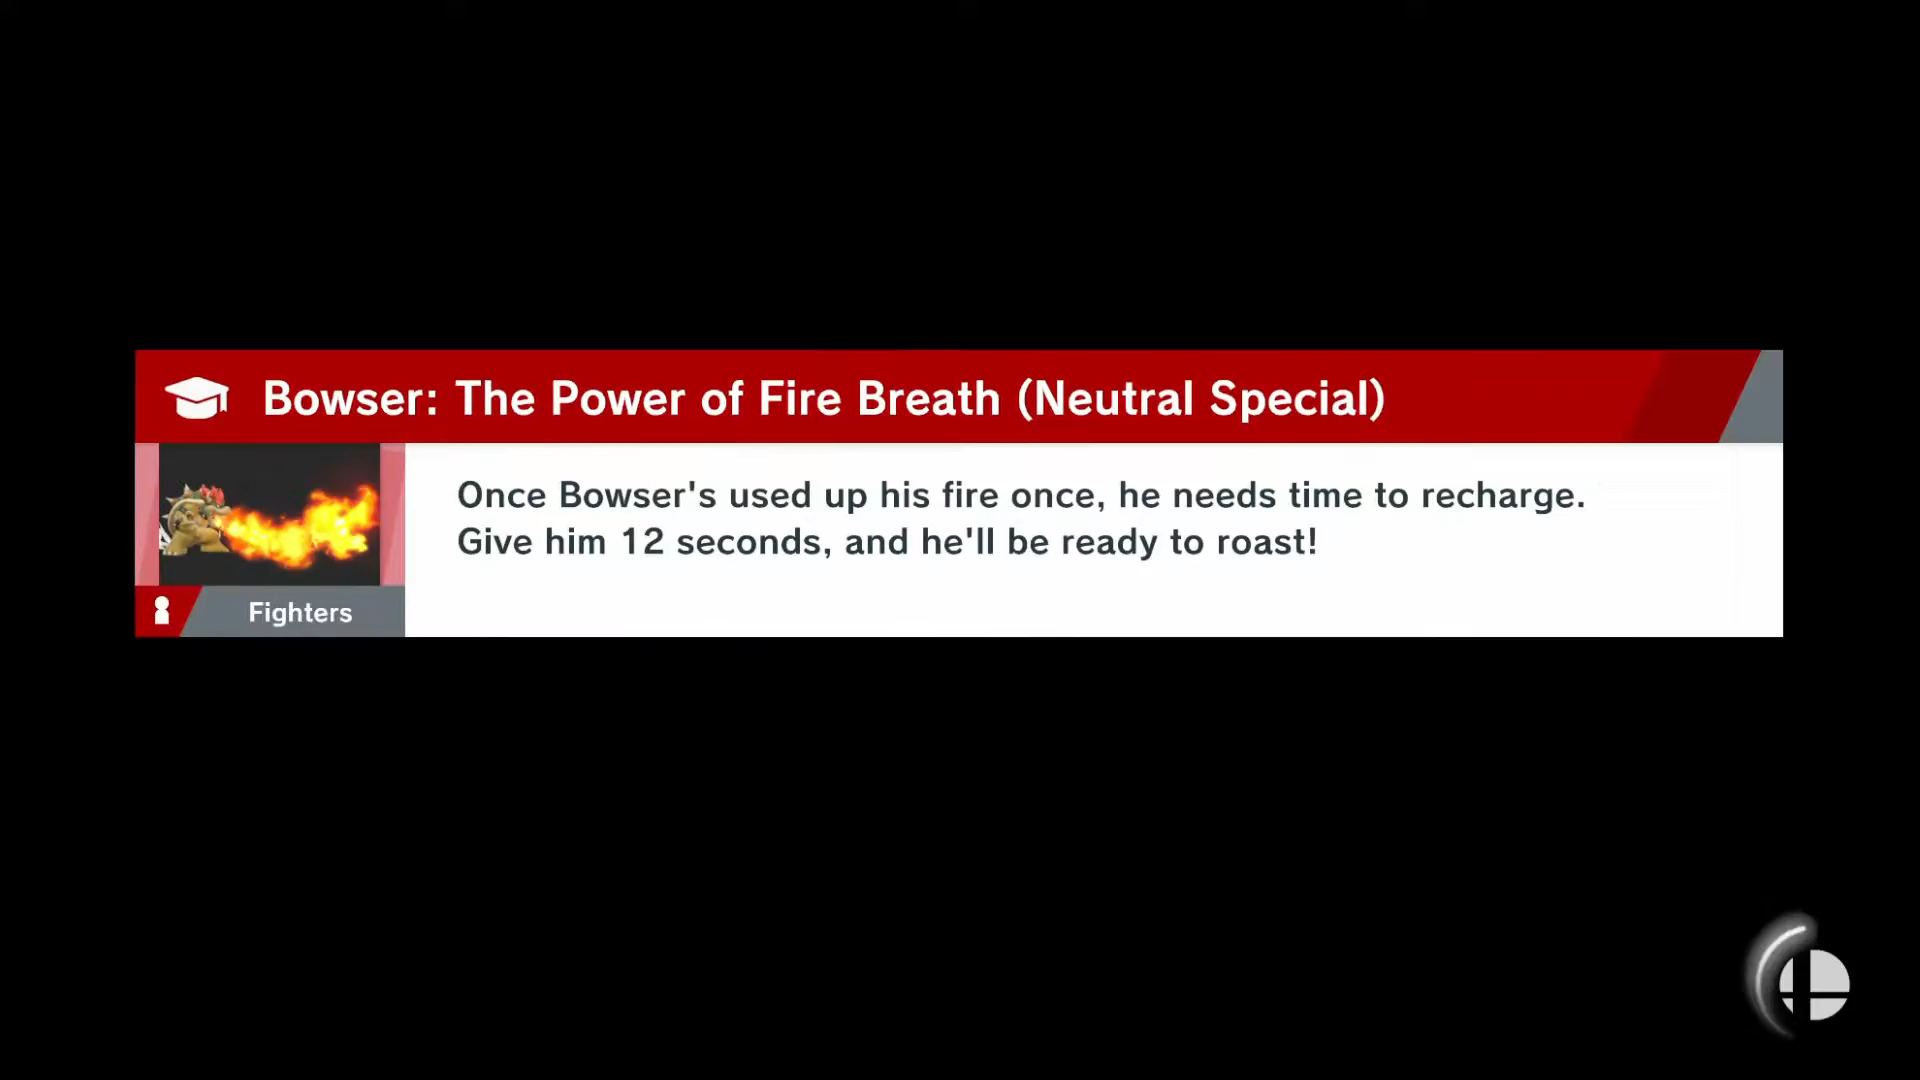 Bowser: The Power of Fire Breath (Neutral Special)
Once Bowser's used up his fire once, he needs time to recharge.
Give him 12 seconds, and he'll be ready to roast!
Fighters